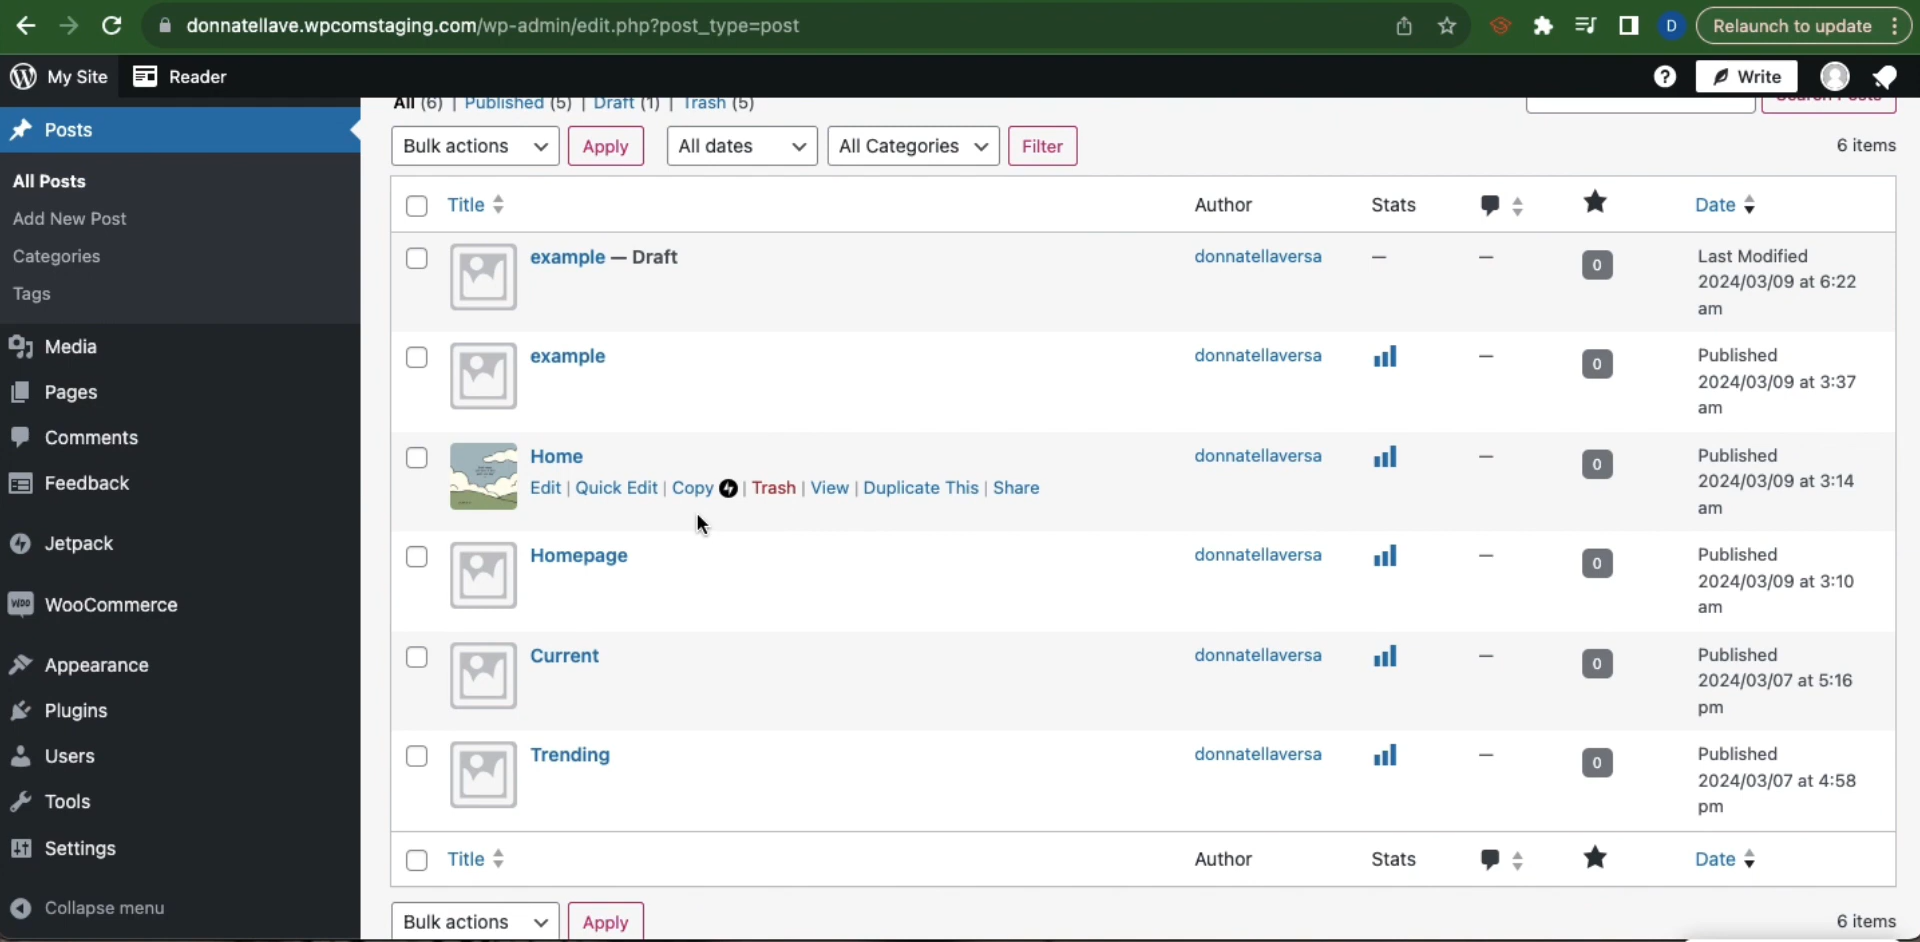 donnatellave.wpcomstaging.com/wp-admin/edit.php?post_type=post
D
Relaunch to update
My Site
Reader
Write
Posts
All Posts
Add New Post
Categories
Tags
Media
Pages
Comments
Feedback
Jetpack
WooCommerce
Appearance
Plugins
Users
Tools
Settings
Collapse menu
All (6) | Published (5) | Draft (1) | Trash (5)
Search Posts
Bulk actions
Apply
All dates
All Categories
Filter
6 items
Title
Author
Stats
Date
example — Draft
donnatellaversa
—
—
0
Last Modified
2024/03/09 at 6:22
am
example
donnatellaversa
—
0
Published
2024/03/09 at 3:37
am
Home
Edit | Quick Edit | Copy | Trash | View | Duplicate This | Share
donnatellaversa
—
0
Published
2024/03/09 at 3:14
am
Homepage
donnatellaversa
—
0
Published
2024/03/09 at 3:10
am
Current
donnatellaversa
—
0
Published
2024/03/07 at 5:16
pm
Trending
donnatellaversa
—
0
Published
2024/03/07 at 4:58
pm
Title
Author
Stats
Date
Bulk actions
Apply
6 items